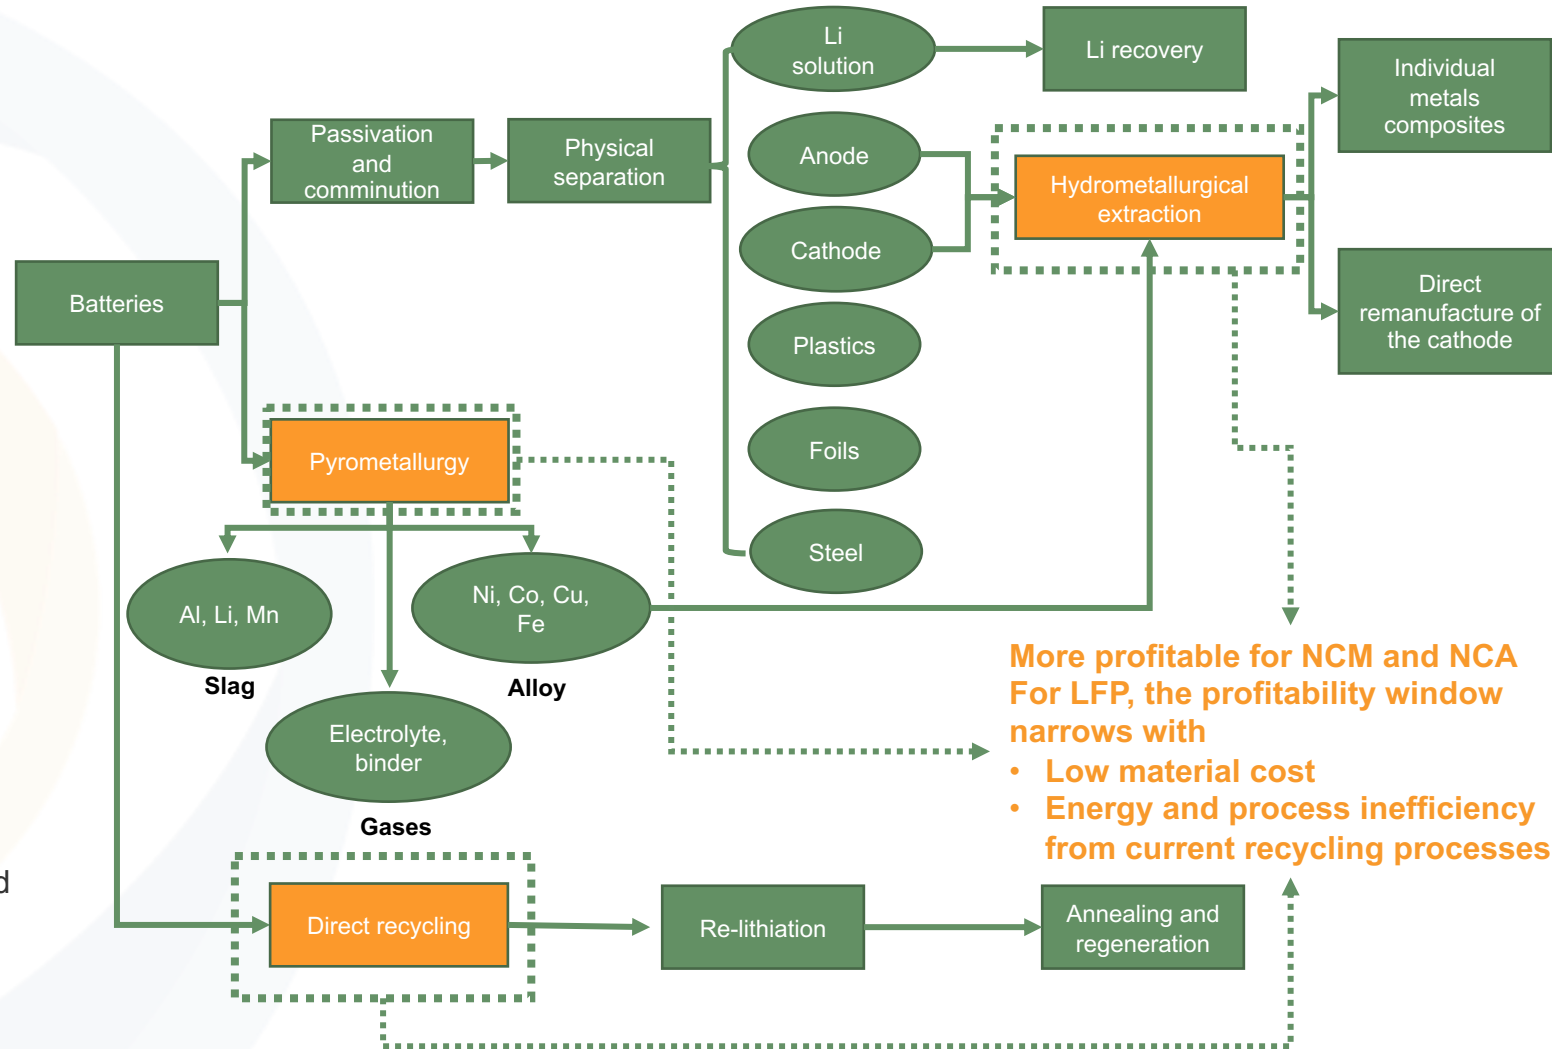 Li
solution
Li recovery
Individual
metals
composites
Passivation
and
comminution
Physical
separation
Anode
Hydrometallurgical
extraction
Cathode
Batteries
Direct
remanufacture of
the cathode
Plastics
Pyrometallurgy
Foils
Steel
Al, Li, Mn
Slag
Ni, Co, Cu,
Fe
Alloy
Electrolyte,
binder
Gases
More profitable for NCM and NCA
For LFP, the profitability window
narrows with
• Low material cost
• Energy and process inefficiency
from current recycling processes
d
Direct recycling
Re-lithiation
Annealing and
regeneration